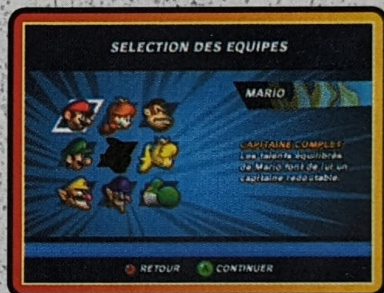 SELECTION DES EQUIPES
MARIO
CAPITAINE COMPLET
Les talents équilibrés
de Mario font de lui un
capitaine redoutable.
RETOUR
A CONTINUER